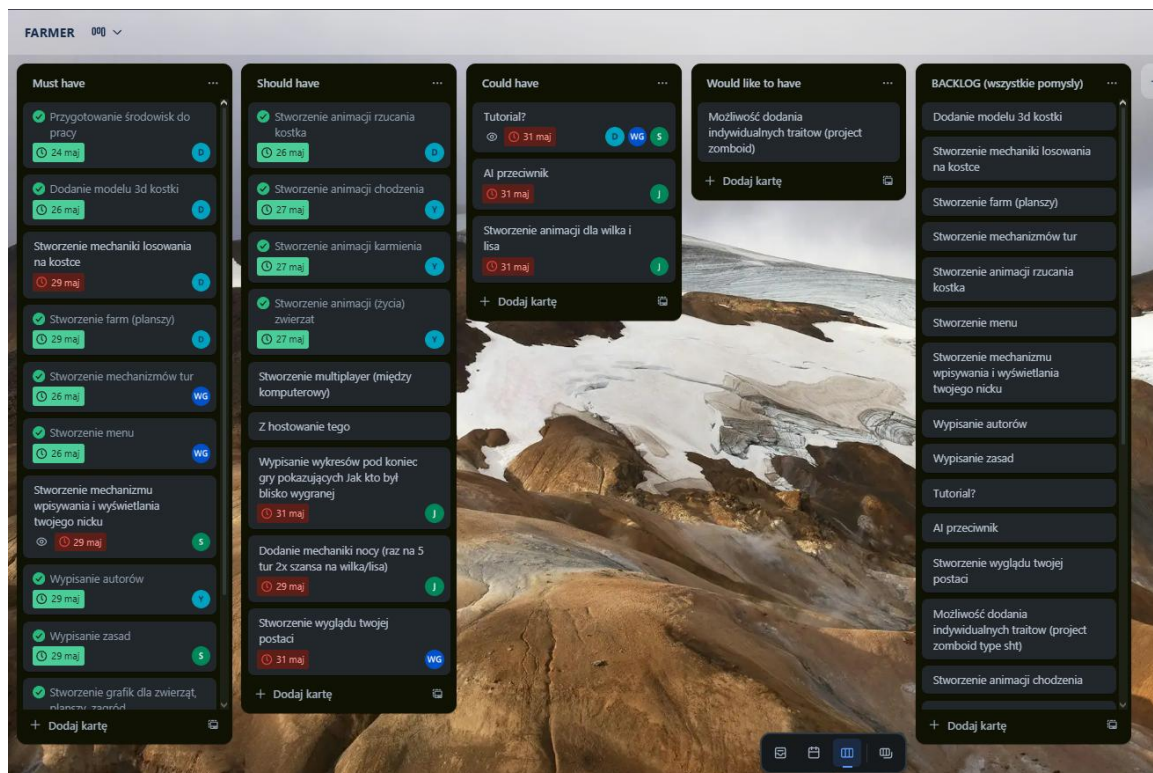 FARMER
Must have
Przygotowanie środowisk do
pracy
24 maj
D
Dodanie modelu 3d kostki
26 maj
D
Stworzenie mechaniki losowania
na kostce
29 maj
D
Stworzenie farm (planszy)
29 maj
D
Stworzenie mechanizmów tur
26 maj
WG
Stworzenie menu
26 maj
WG
Stworzenie mechanizmu
wpisywania i wyświetlania
twojego nicku
29 maj
S
Wypisanie autorów
29 maj
Y
Wypisanie zasad
29 maj
S
Stworzenie grafik dla zwierząt,
planszy, zagród
Dodaj kartę
Should have
Stworzenie animacji rzucania
kostka
26 maj
D
Stworzenie animacji chodzenia
27 maj
Y
Stworzenie animacji karmienia
27 maj
Y
Stworzenie animacji (życia)
zwierzat
27 maj
Y
Stworzenie multiplayer (między
komputerowy)
Z hostowanie tego
Wypisanie wykresów pod koniec
gry pokazujących Jak kto był
blisko wygranej
31 maj
J
Dodanie mechaniki nocy (raz na 5
tur 2x szansa na wilka/lisa)
29 maj
J
Stworzenie wyglądu twojej
postaci
31 maj
WG
Dodaj kartę
Could have
Tutorial?
31 maj
D WG S
AI przeciwnik
31 maj
J
Stworzenie animacji dla wilka i
lisa
31 maj
J
Dodaj kartę
Would like to have
Możliwość dodania
indywidualnych traitow (project
zomboid)
Dodaj kartę
BACKLOG (wszystkie pomysly)
Dodanie modelu 3d kostki
Stworzenie mechaniki losowania
na kostce
Stworzenie farm (planszy)
Stworzenie mechanizmów tur
Stworzenie animacji rzucania
kostka
Stworzenie menu
Stworzenie mechanizmu
wpisywania i wyświetlania
twojego nicku
Wypisanie autorów
Wypisanie zasad
Tutorial?
AI przeciwnik
Stworzenie wyglądu twojej
postaci
Możliwość dodania
indywidualnych traitow (project
zomboid type sht)
Stworzenie animacji chodzenia
Dodaj kartę